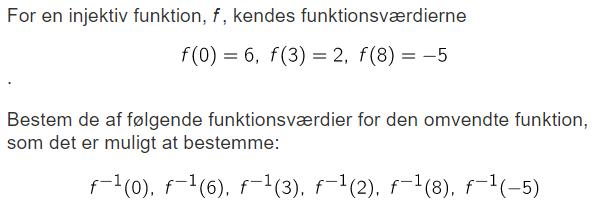 For en injektiv funktion, f, kendes funktionsværdierne
f(0) = 6, f(3) = 2, f(8) = −5
.
Bestem de af følgende funktionsværdier for den omvendte funktion,
som det er muligt at bestemme:
f⁻¹(0), f⁻¹(6), f⁻¹(3), f⁻¹(2), f⁻¹(8), f⁻¹(−5)